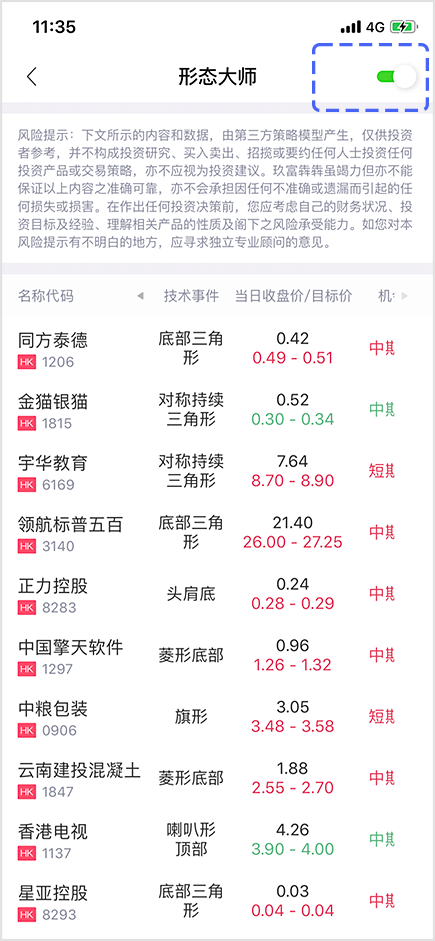 11:35 4G
形态大师
风险提示：下文所示的内容和数据，由第三方策略模型产生，仅供投资
者参考，并不构成投资研究、买入卖出、招揽或要约任何人士投资任何
投资产品或交易策略，亦不应视为投资建议。玖富犇犇虽竭力但亦不能
保证以上内容之准确可靠，亦不会承担因任何不准确或遗漏而引起的任
何损失或损害。在作出任何投资决策前，您应考虑自己的财务状况、投
资目标及经验、理解相关产品的性质及阁下之风险承受能力。如您对本
风险提示有不明白的地方，应寻求独立专业顾问的意见。
名称代码 技术事件 当日收盘价/目标价 机
同方泰德 底部三角形 0.42 中期
HK 1206 0.49 - 0.51
金猫银猫 对称持续三角形 0.52 中期
HK 1815 0.30 - 0.34
宇华教育 对称持续三角形 7.64 短期
HK 6169 8.70 - 8.90
领航标普五百 底部三角形 21.40 中期
HK 3140 26.00 - 27.25
正力控股 头肩底 0.24 中期
HK 8283 0.28 - 0.29
中国擎天软件 菱形底部 0.96 中期
HK 1297 1.26 - 1.32
中粮包装 旗形 3.05 短期
HK 0906 3.48 - 3.58
云南建投混凝土 菱形底部 1.88 中期
HK 1847 2.55 - 2.70
香港电视 喇叭形顶部 4.26 中期
HK 1137 3.90 - 4.00
星亚控股 底部三角形 0.03 中期
HK 8293 0.04 - 0.04